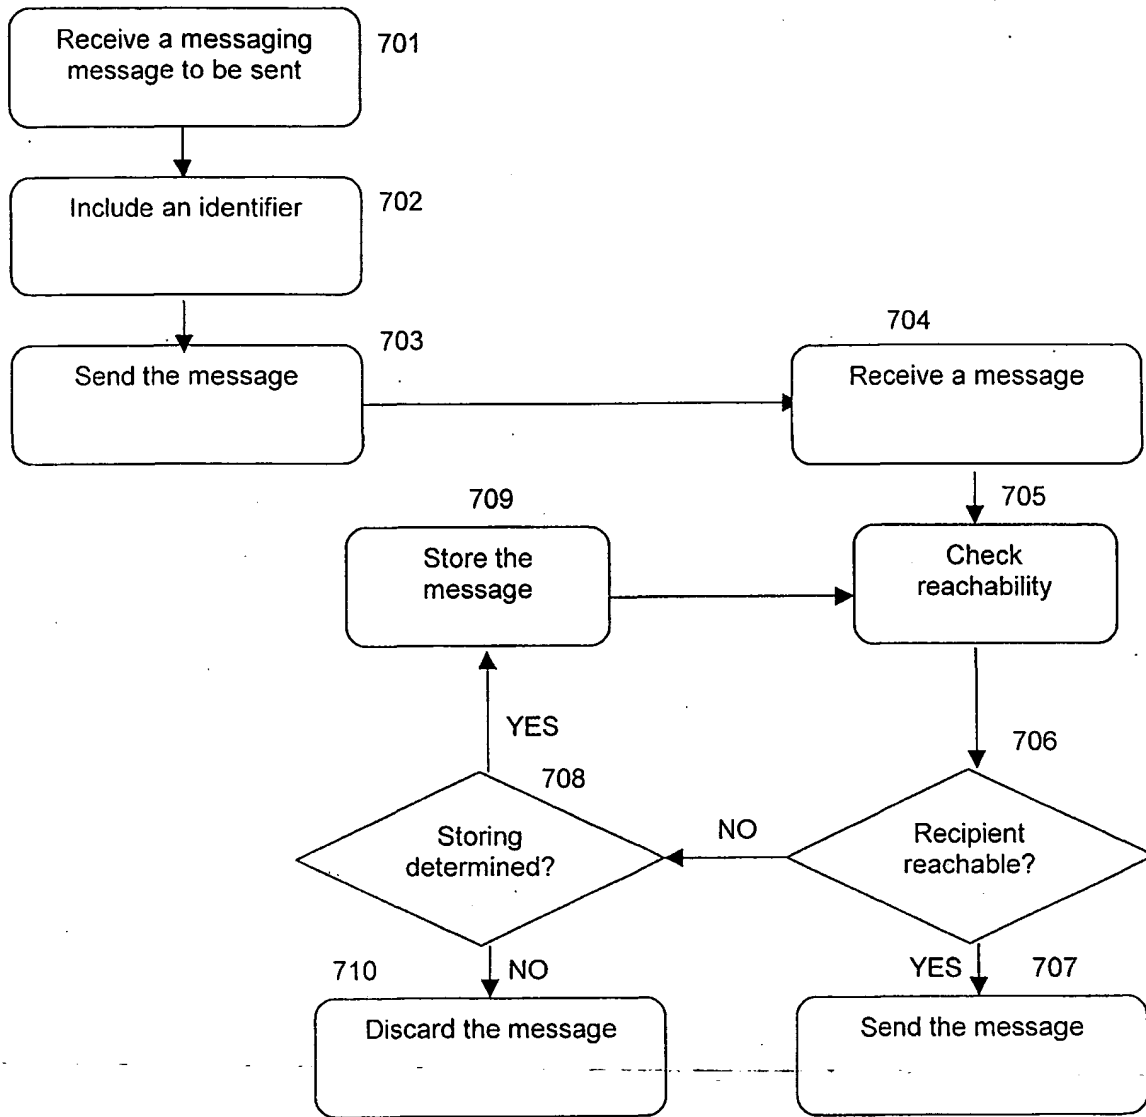 Receive a messaging
message to be sent
701
Include an identifier
702
703
Send the message
704
Receive a message
705
709
Store the
message
Check
reachability
YES
706
708
Storing
determined?
NO
Recipient
reachable?
710
NO
YES
707
Discard the message
Send the message